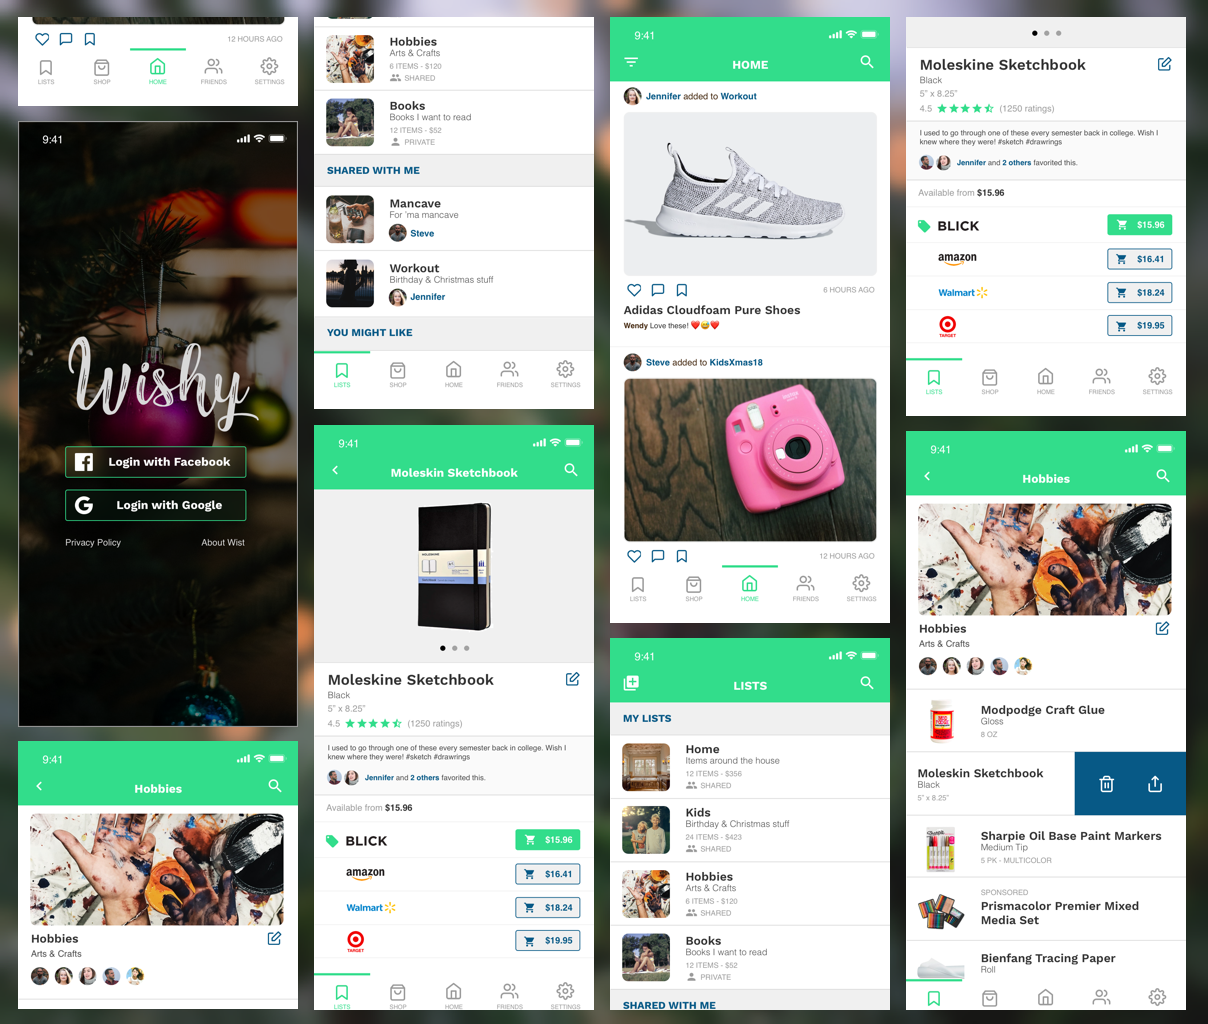 12 HOURS AGO
LISTS
SHOP
HOME
FRIENDS
SETTINGS
9:41
Wishy
Login with Facebook
Login with Google
Privacy Policy
About Wist
9:41
Hobbies
Hobbies
Arts & Crafts
Hobbies
Arts & Crafts
6 ITEMS - $120
SHARED
Books
Books I want to read
12 ITEMS - $52
PRIVATE
SHARED WITH ME
Mancave
For 'ma mancave
Steve
Workout
Birthday & Christmas stuff
Jennifer
YOU MIGHT LIKE
LISTS
SHOP
HOME
FRIENDS
SETTINGS
9:41
Moleskin Sketchbook
MOLESKINE
Moleskine Sketchbook
Black
5" x 8.25"
4.5
(1250 ratings)
I used to go through one of these every semester back in college. Wish I
knew where they were! #sketch #drawrings
Jennifer and 2 others favorited this.
Available from $15.96
BLICK
$15.96
amazon
$16.41
Walmart
$18.24
TARGET
$19.95
LISTS
SHOP
HOME
FRIENDS
SETTINGS
9:41
HOME
Jennifer added to Workout
6 HOURS AGO
Adidas Cloudfoam Pure Shoes
Wendy Love these! ❤️😅❤️
Steve added to KidsXmas18
12 HOURS AGO
LISTS
SHOP
HOME
FRIENDS
SETTINGS
9:41
LISTS
MY LISTS
Home
Items around the house
12 ITEMS - $356
SHARED
Kids
Birthday & Christmas stuff
24 ITEMS - $423
SHARED
Hobbies
Arts & Crafts
6 ITEMS - $120
SHARED
Books
Books I want to read
12 ITEMS - $52
PRIVATE
SHARED WITH ME
Moleskine Sketchbook
Black
5" x 8.25"
4.5
(1250 ratings)
I used to go through one of these every semester back in college. Wish I
knew where they were! #sketch #drawrings
Jennifer and 2 others favorited this.
Available from $15.96
BLICK
$15.96
amazon
$16.41
Walmart
$18.24
TARGET
$19.95
LISTS
SHOP
HOME
FRIENDS
SETTINGS
9:41
Hobbies
Hobbies
Arts & Crafts
Modpodge Craft Glue
Gloss
8 OZ
Moleskin Sketchbook
Black
5" x 8.25"
Sharpie Oil Base Paint Markers
Medium Tip
5 PK - MULTICOLOR
SPONSORED
Prismacolor Premier Mixed
Media Set
Bienfang Tracing Paper
Roll